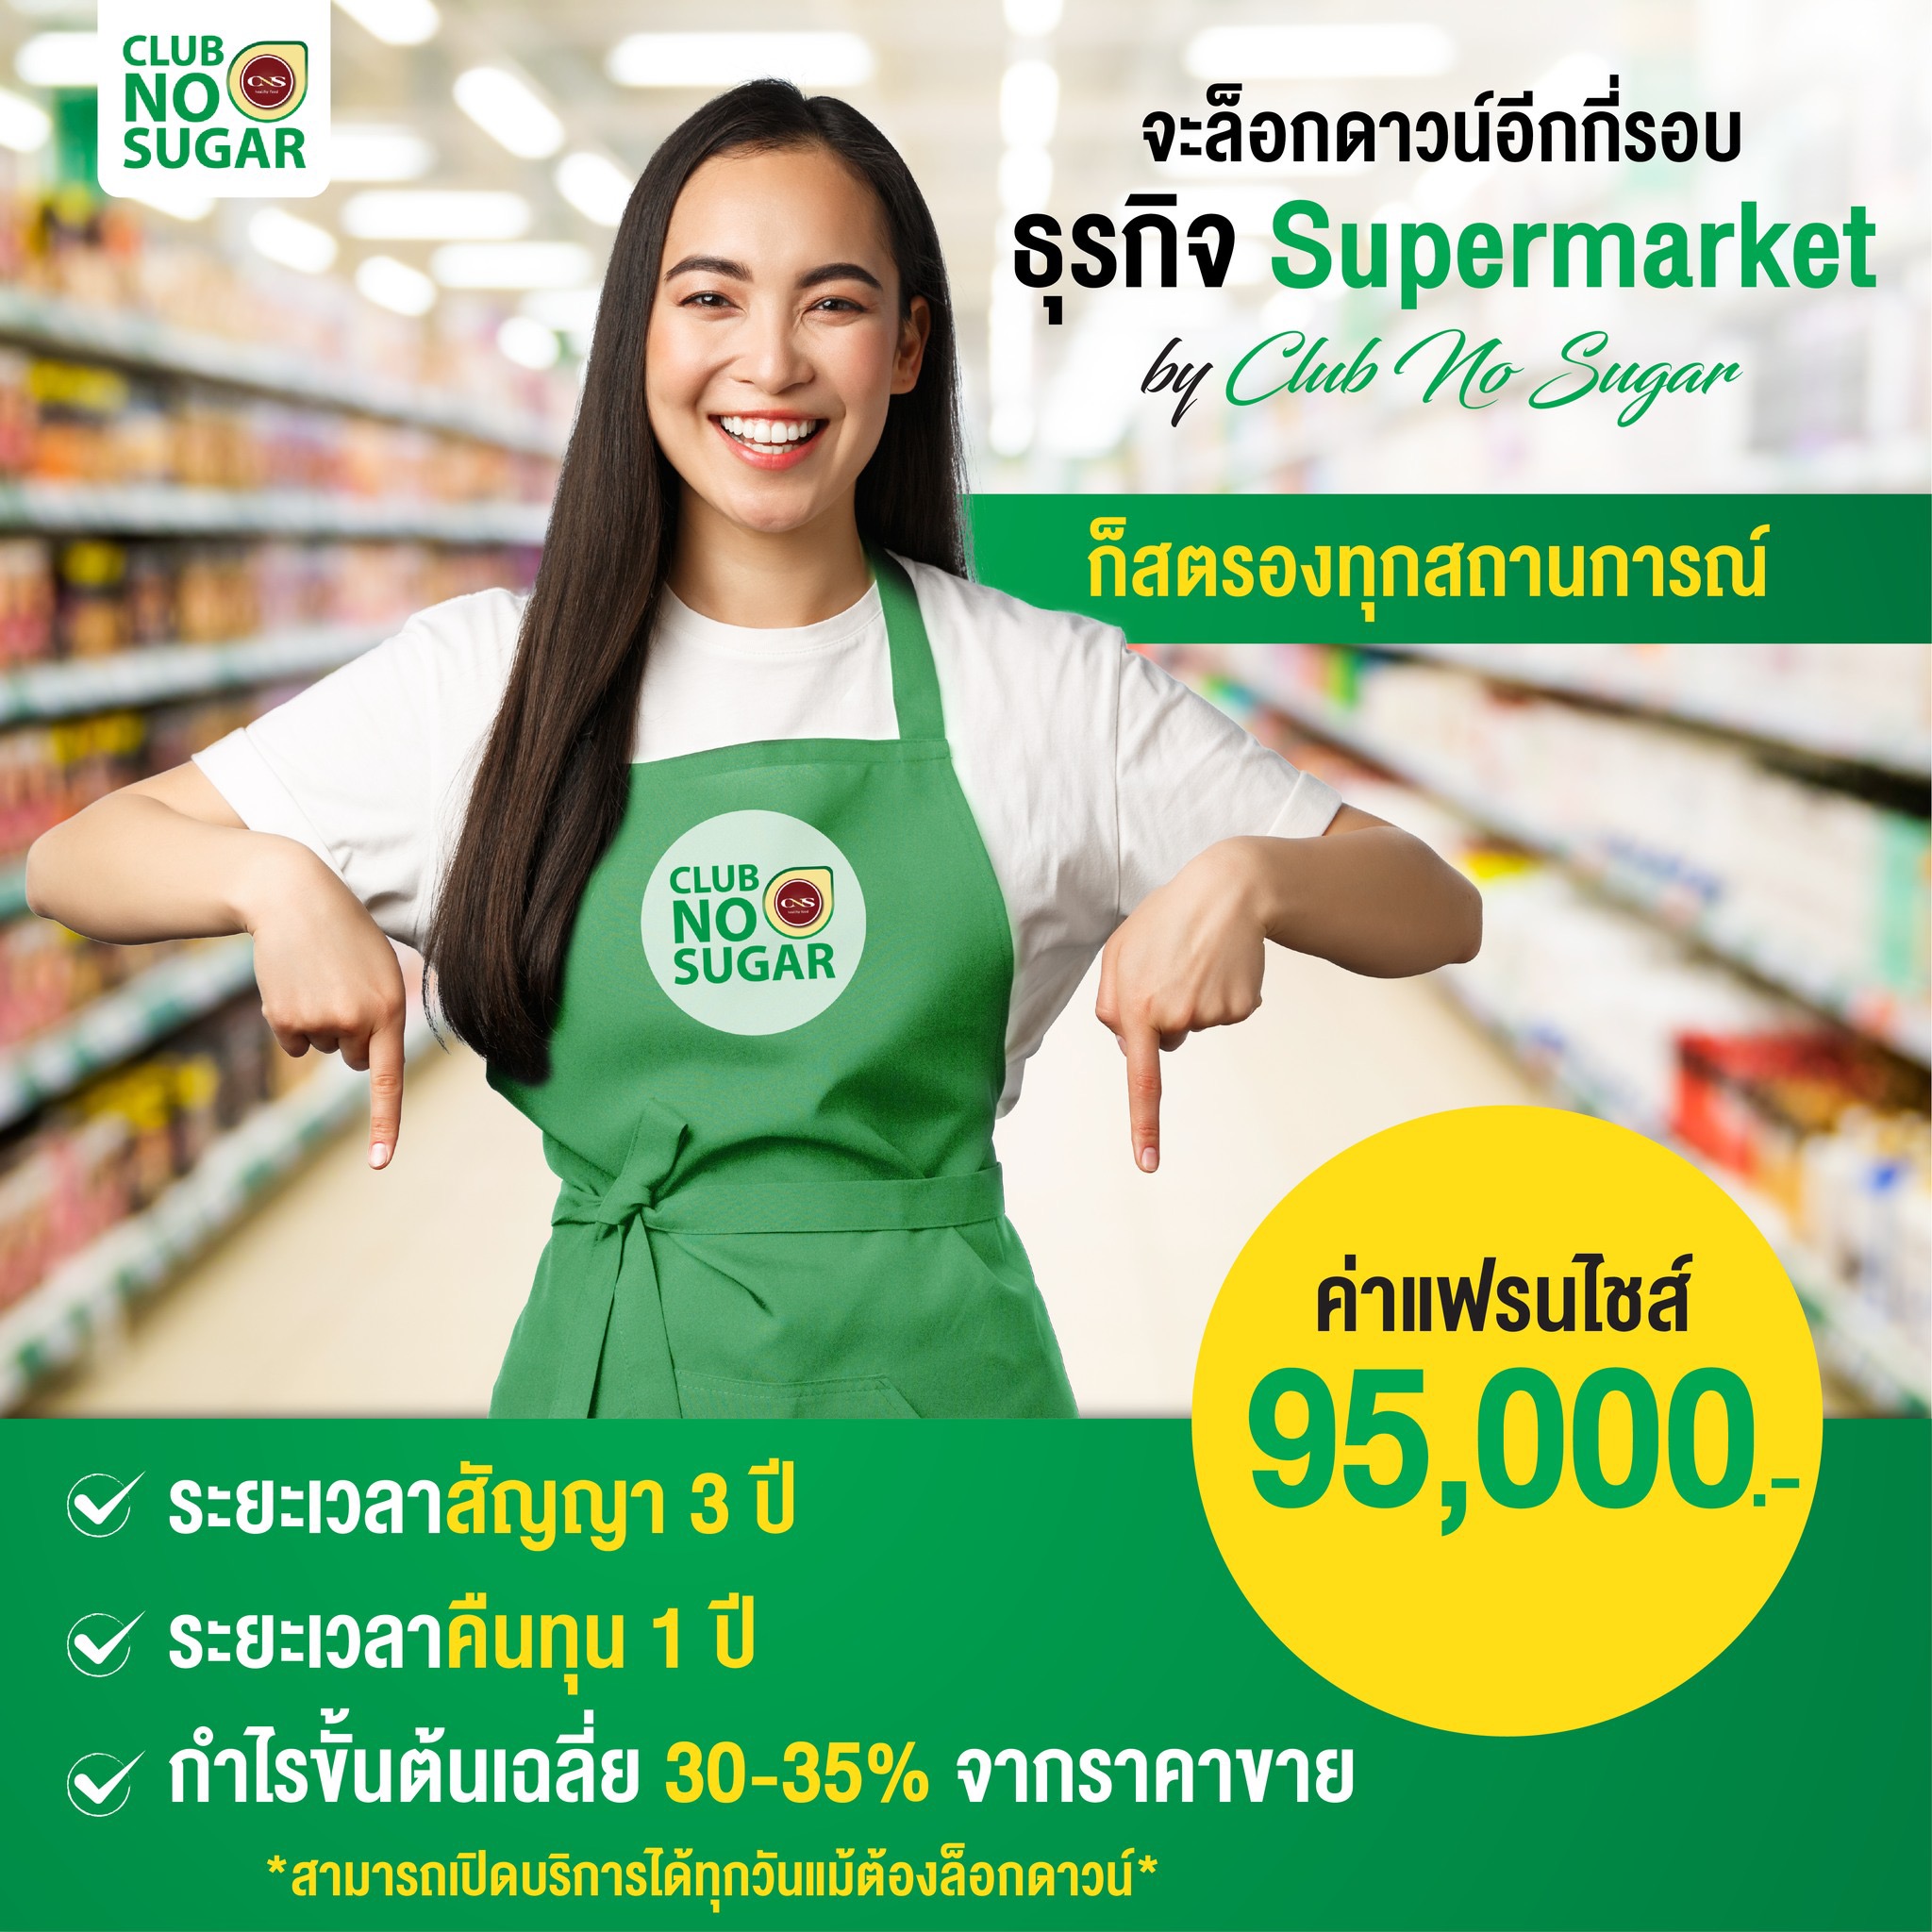 CLUB
NO
SUGAR
CNS
จะล็อกดาวน์อีกกี่รอบ
ธุรกิจ Supermarket
by Club No Sugar
ก็สตรองทุกสถานการณ์
CLUB
NO
SUGAR
CNS
ค่าแฟรนไชส์
95,000.-
ระยะเวลาสัญญา 3 ปี
ระยะเวลาคืนทุน 1 ปี
กำไรขั้นต้นเฉลี่ย 30-35% จากราคาขาย
*สามารถเปิดบริการได้ทุกวันแม้ต้องล็อกดาวน์*